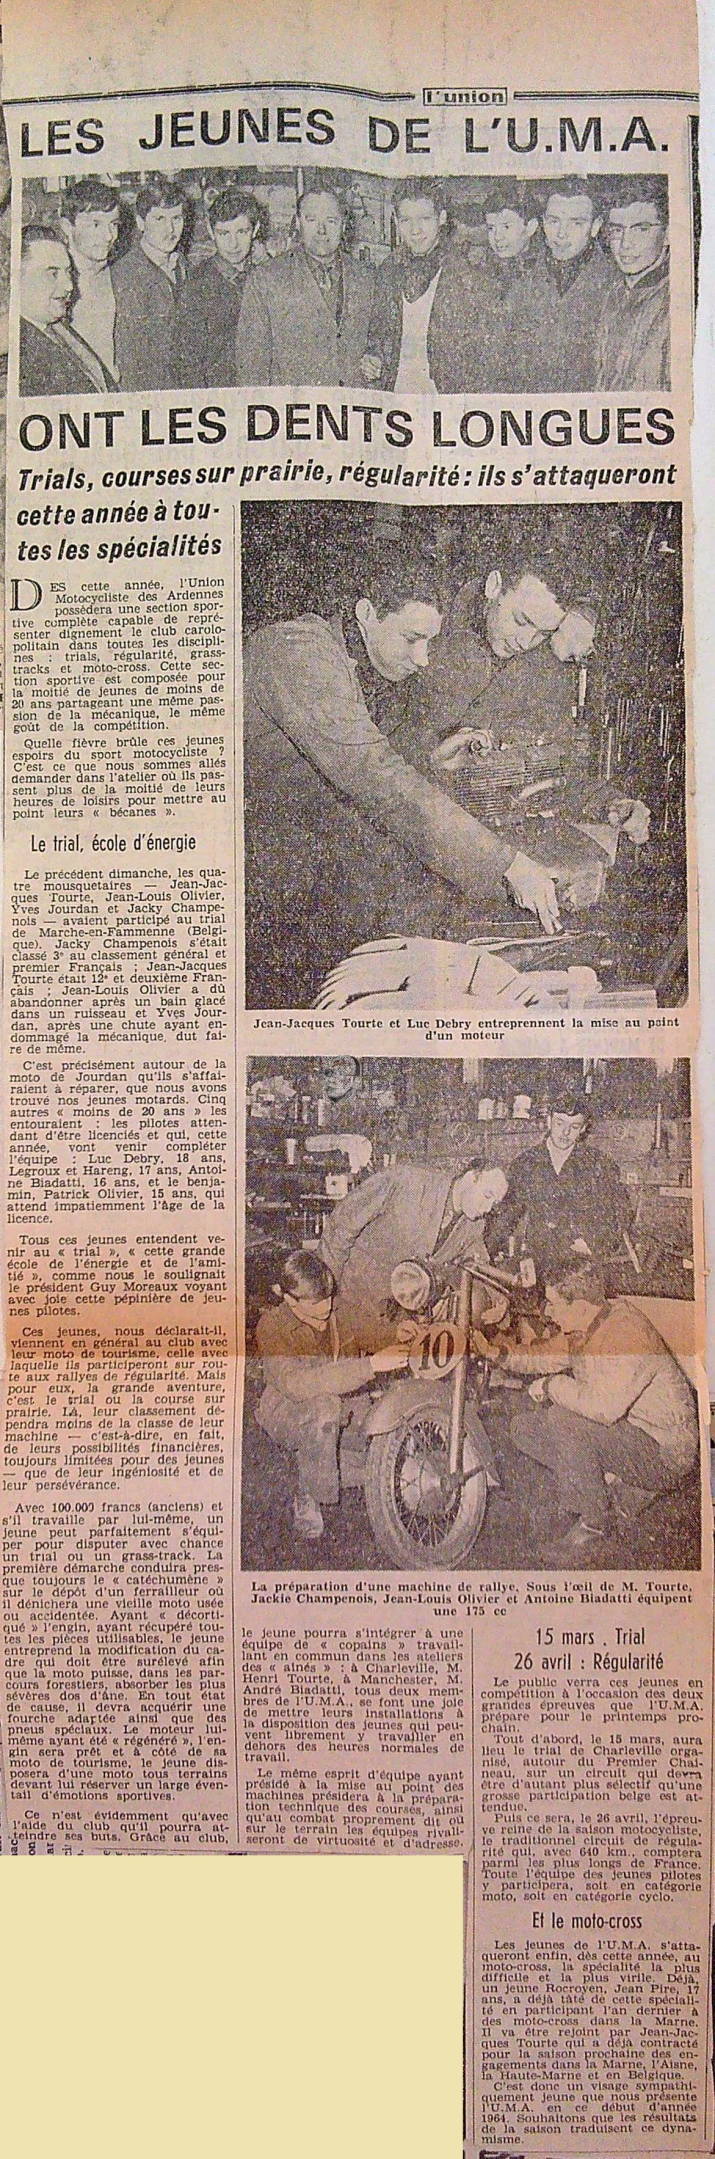 l'union
LES JEUNES DE L'U.M.A.
ONT LES DENTS LONGUES
Trials, courses sur prairie, régularité : ils s'attaqueront
cette année à tou-
tes les spécialités
DES cette année, l'Union
Motocycliste des Ardennes
possèdera une section spor-
tive complète capable de repré-
senter dignement le club carolo-
politain dans toutes les discipli-
nes : trials, régularité, grass-
tracks et moto-cross. Cette sec-
tion sportive est composée pour
la moitié de jeunes de moins de
20 ans partageant une même pas-
sion de la mécanique, le même
goût de la compétition.
Quelle fièvre brûle ces jeunes
espoirs du sport motocycliste ?
C'est ce que nous sommes allés
demander dans l'atelier où ils pas-
sent plus de la moitié de leurs
heures de loisirs pour mettre au
point leurs « bécanes ».
Le trial, école d'énergie
Le précédent dimanche, les qua-
tre mousquetaires — Jean-Jac-
ques Tourte, Jean-Louis Olivier,
Yves Jourdan et Jacky Champe-
nois — avaient participé au trial
de Marche-en-Fammenne (Belgi-
que). Jacky Champenois s'était
classé 3e au classement général et
premier Français ; Jean-Jacques
Tourte était 12e et deuxième Fran-
çais ; Jean-Louis Olivier a dû
abandonner après un bain glacé
dans un ruisseau et Yves Jour-
dan, après une chute ayant en-
dommagé la mécanique, dut fai-
re de même.
C'est précisément autour de la
moto de Jourdan qu'ils s'affai-
raient à réparer, que nous avons
trouvé nos jeunes motards. Cinq
autres « moins de 20 ans » les
entouraient : les pilotes atten-
dant d'être licenciés et qui, cette
année, vont venir compléter
l'équipe : Luc Debry, 18 ans,
Legroux et Hareng, 17 ans, Antoi-
ne Biadatti, 16 ans, et le benja-
min, Patrick Olivier, 15 ans, qui
attend impatiemment l'âge de la
licence.
Tous ces jeunes entendent ve-
nir au « trial », « cette grande
école de l'énergie et de l'ami-
tié », comme nous le soulignait
le président Guy Moreaux voyant
avec joie cette pépinière de jeu-
nes pilotes.
Ces jeunes, nous déclarait-il,
viennent en général au club avec
leur moto de tourisme, celle avec
laquelle ils participeront sur rou-
te aux rallyes de régularité. Mais
pour eux, la grande aventure,
c'est le trial ou la course sur
prairie. Là, leur classement dé-
pendra moins de la classe de leur
machine — c'est-à-dire, en fait,
de leurs possibilités financières,
toujours limitées pour des jeunes
— que de leur ingéniosité et de
leur persévérance.
Avec 100.000 francs (anciens) et
s'il travaille par lui-même, un
jeune peut parfaitement s'équi-
per pour disputer avec chance
un trial ou un grass-track. La
première démarche conduira pres-
que toujours le « catéchumène »
sur le dépôt d'un ferrailleur où
il dénichera une vieille moto usée
ou accidentée. Ayant « décorti-
qué » l'engin, ayant récupéré tou-
tes les pièces utilisables, le jeune
entreprend la modification du ca-
dre qui doit être surélevé afin
que la moto puisse, dans les par-
cours forestiers, absorber les plus
sévères dos d'âne. En tout état
de cause, il devra acquérir une
fourche adaptée ainsi que des
pneus spéciaux. Le moteur lui-
même ayant été « régénéré », l'en-
gin sera prêt et à côté de sa
moto de tourisme, le jeune dis-
posera d'une moto tous terrains
devant lui réserver un large éven-
tail d'émotions sportives.
Ce n'est évidemment qu'avec
l'aide du club qu'il pourra at-
teindre ses buts. Grâce au club,
Jean-Jacques Tourte et Luc Debry entreprennent la mise au point
d'un moteur
10
La préparation d'une machine de rallye. Sous l'œil de M. Tourte,
Jackie Champenois, Jean-Louis Olivier et Antoine Biadatti équipent
une 175 cc
le jeune pourra s'intégrer à une
équipe de « copains » travail-
lant en commun dans les ateliers
des « aînés » : à Charleville, M.
Henri Tourte, à Manchester, M.
André Biadatti, tous deux mem-
bres de l'U.M.A., se font une joie
de mettre leurs installations à
la disposition des jeunes qui peu-
vent librement y travailler en
dehors des heures normales de
travail.
Le même esprit d'équipe ayant
présidé à la mise au point des
machines présidera à la prépara-
tion technique des courses, ainsi
qu'au combat proprement dit où
sur le terrain les équipes rivali-
seront de virtuosité et d'adresse.
15 mars . Trial
26 avril : Régularité
Le public verra ces jeunes en
compétition à l'occasion des deux
grandes épreuves que l'U.M.A.
prépare pour le printemps pro-
chain.
Tout d'abord, le 15 mars, aura
lieu le trial de Charleville orga-
nisé, autour du Premier Chai-
neau, sur un circuit qui devra
être d'autant plus sélectif qu'une
grosse participation belge est at-
tendue.
Puis ce sera, le 26 avril, l'épreu-
ve reine de la saison motocycliste,
le traditionnel circuit de régula-
rité qui, avec 640 km., comptera
parmi les plus longs de France.
Toute l'équipe des jeunes pilotes
y participera, soit en catégorie
moto, soit en catégorie cyclo.
Et le moto-cross
Les jeunes de l'U.M.A. s'atta-
queront enfin, dès cette année, au
moto-cross, la spécialité la plus
difficile et la plus virile. Déjà,
un jeune Rocroyen, Jean Pire, 17
ans, a déjà tâté de cette spéciali-
té en participant l'an dernier à
des moto-cross dans la Marne.
Il va être rejoint par Jean-Jac-
ques Tourte qui a déjà contracté
pour la saison prochaine des en-
gagements dans la Marne, l'Aisne,
la Haute-Marne et en Belgique.
C'est donc un visage sympathi-
quement jeune que nous présente
l'U.M.A. en ce début d'année
1964. Souhaitons que les résultats
de la saison traduisent ce dyna-
misme.